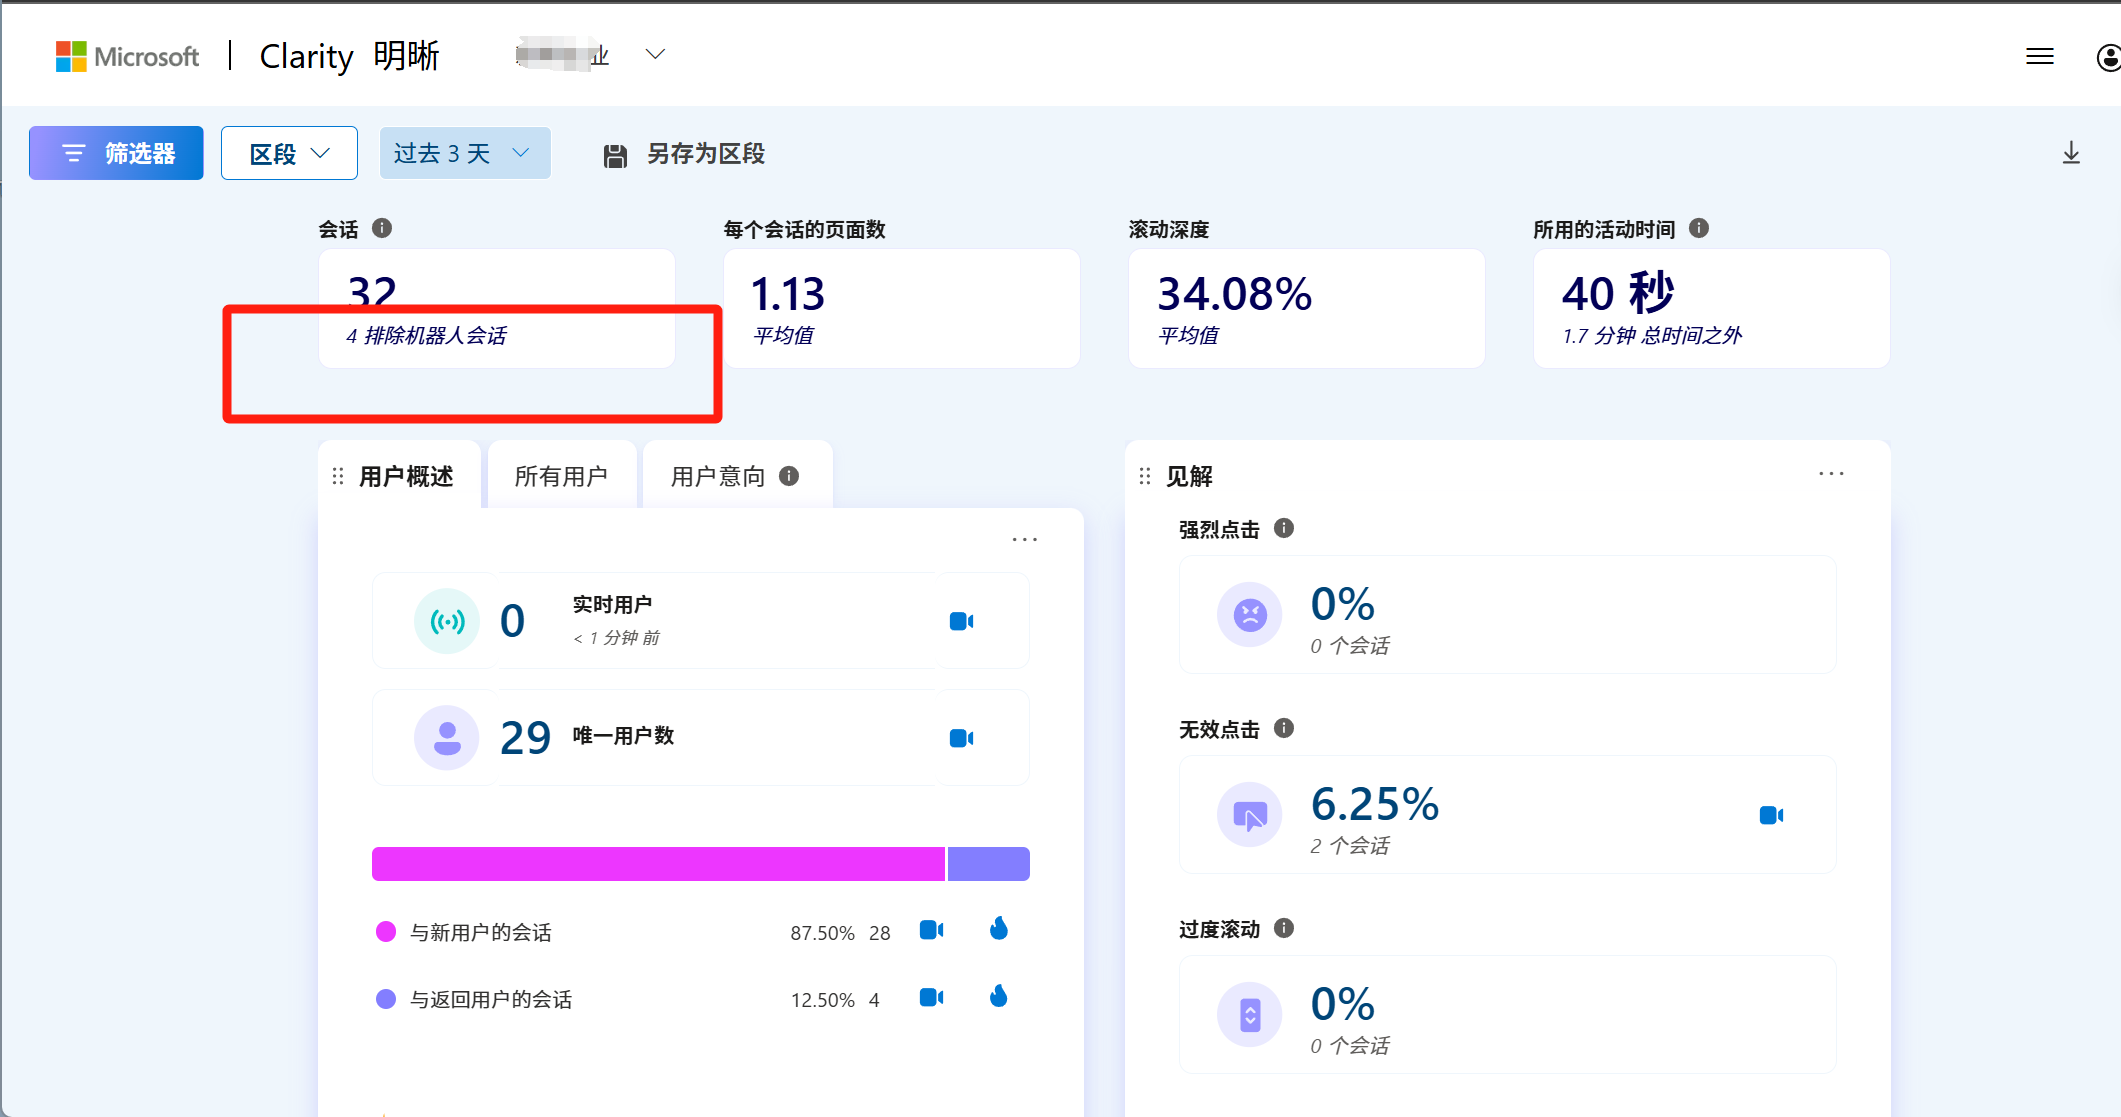 Microsoft | Clarity 明晰
业
筛选器
区段
过去 3 天
另存为区段
会话
32
4 排除机器人会话
每个会话的页面数
1.13
平均值
滚动深度
34.08%
平均值
所用的活动时间
40 秒
1.7 分钟 总时间之外
用户概述
所有用户
用户意向
0
实时用户
< 1 分钟 前
29
唯一用户数
与新用户的会话 87.50% 28
与返回用户的会话 12.50% 4
见解
强烈点击
0%
0 个会话
无效点击
6.25%
2 个会话
过度滚动
0%
0 个会话